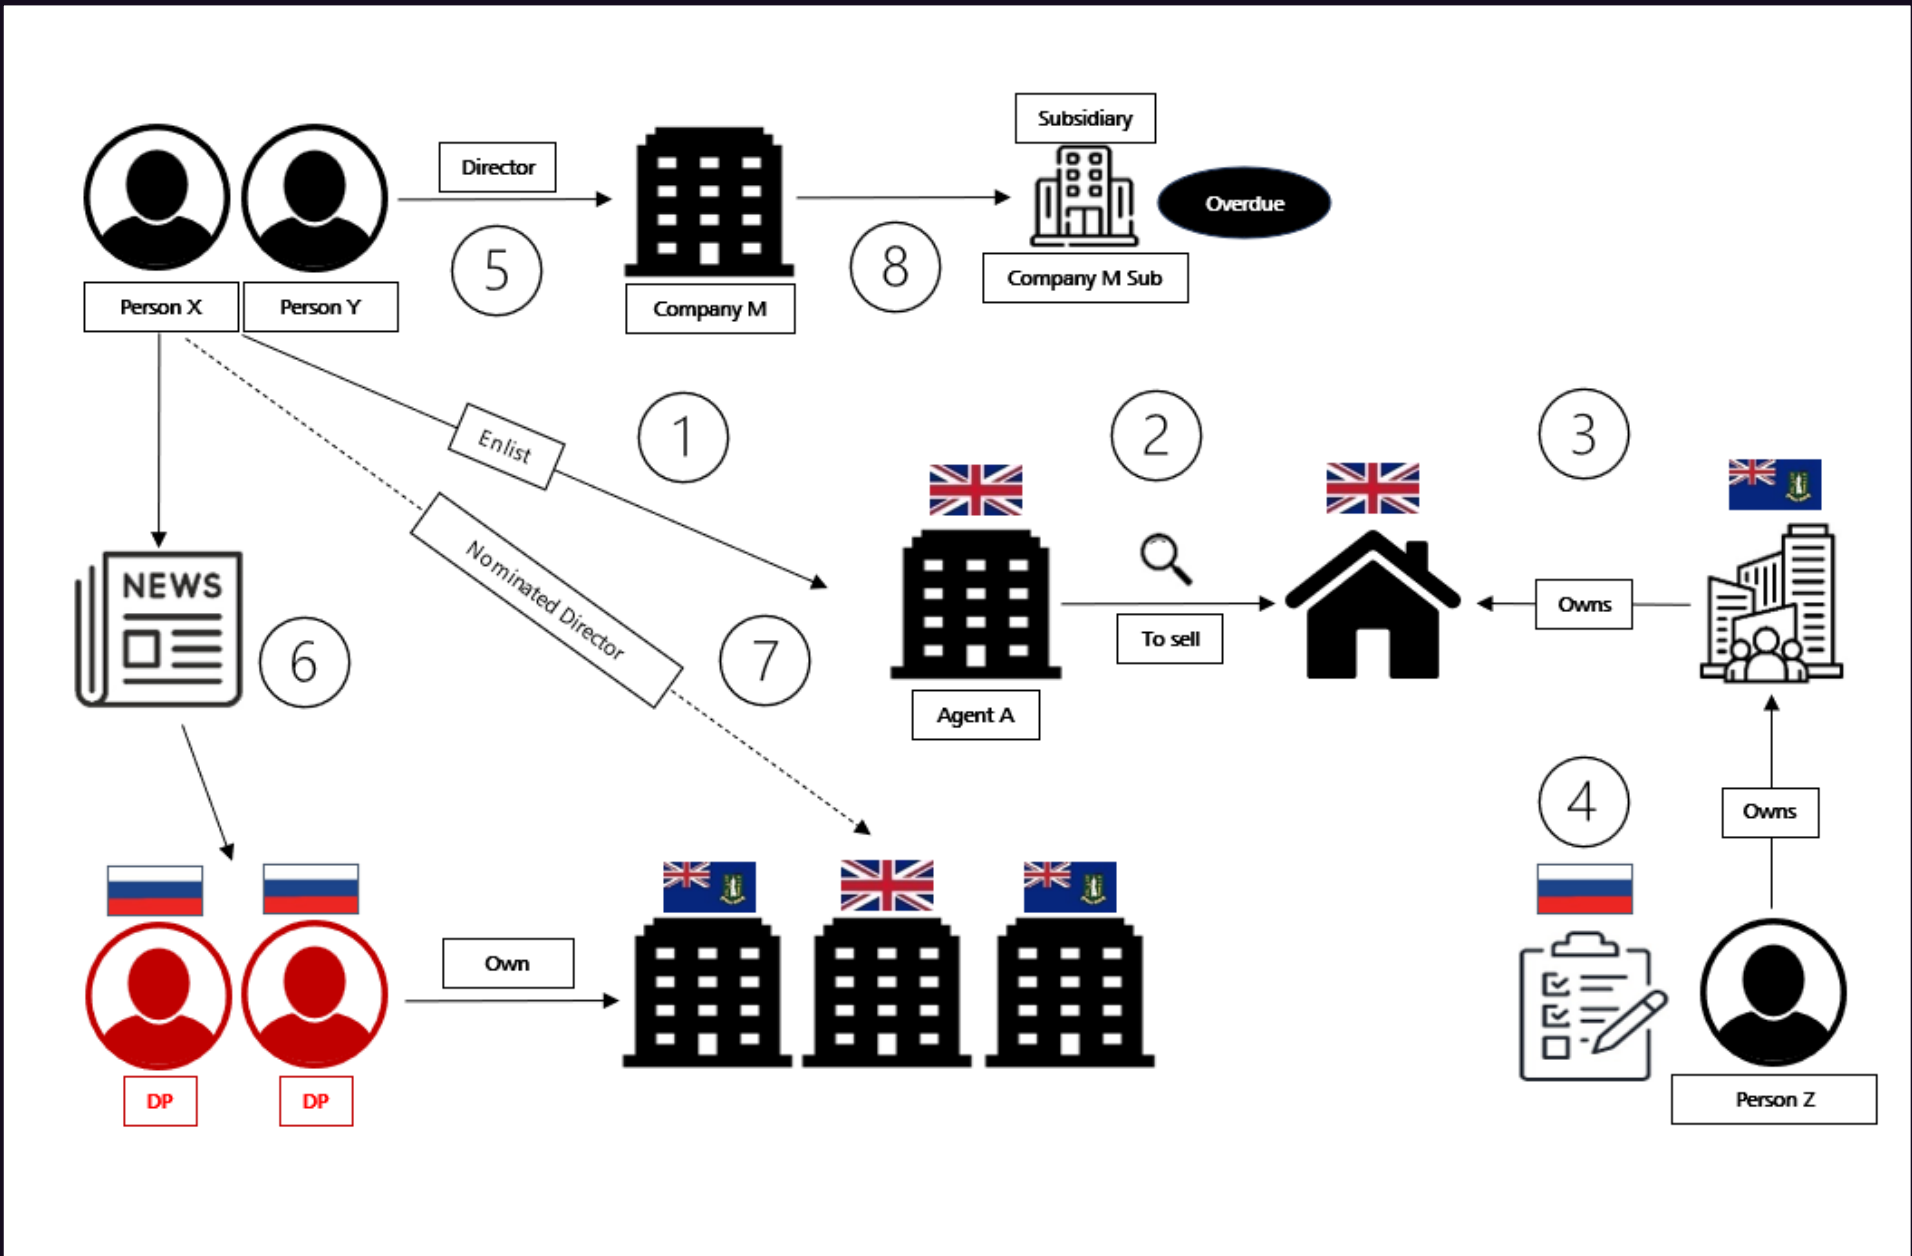 Subsidiary
Director
Overdue
5
8
Company M Sub
Person X
Person Y
Company M
Enlist
1
2
3
NEWS
Nominated Director
6
7
To sell
Owns
Agent A
4
Owns
Own
DP
DP
Person Z